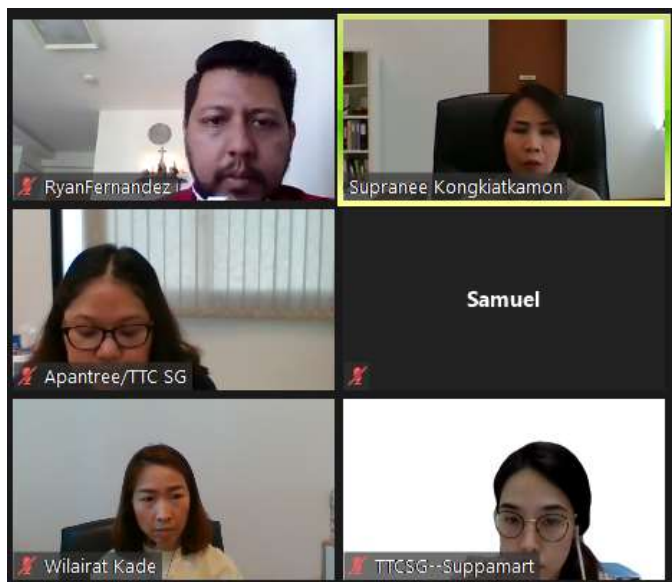 RyanFernandez
Supranee Kongkiatkamon
Apantree/TTC SG
Samuel
Wilairat Kade
TTCSG--Suppamart